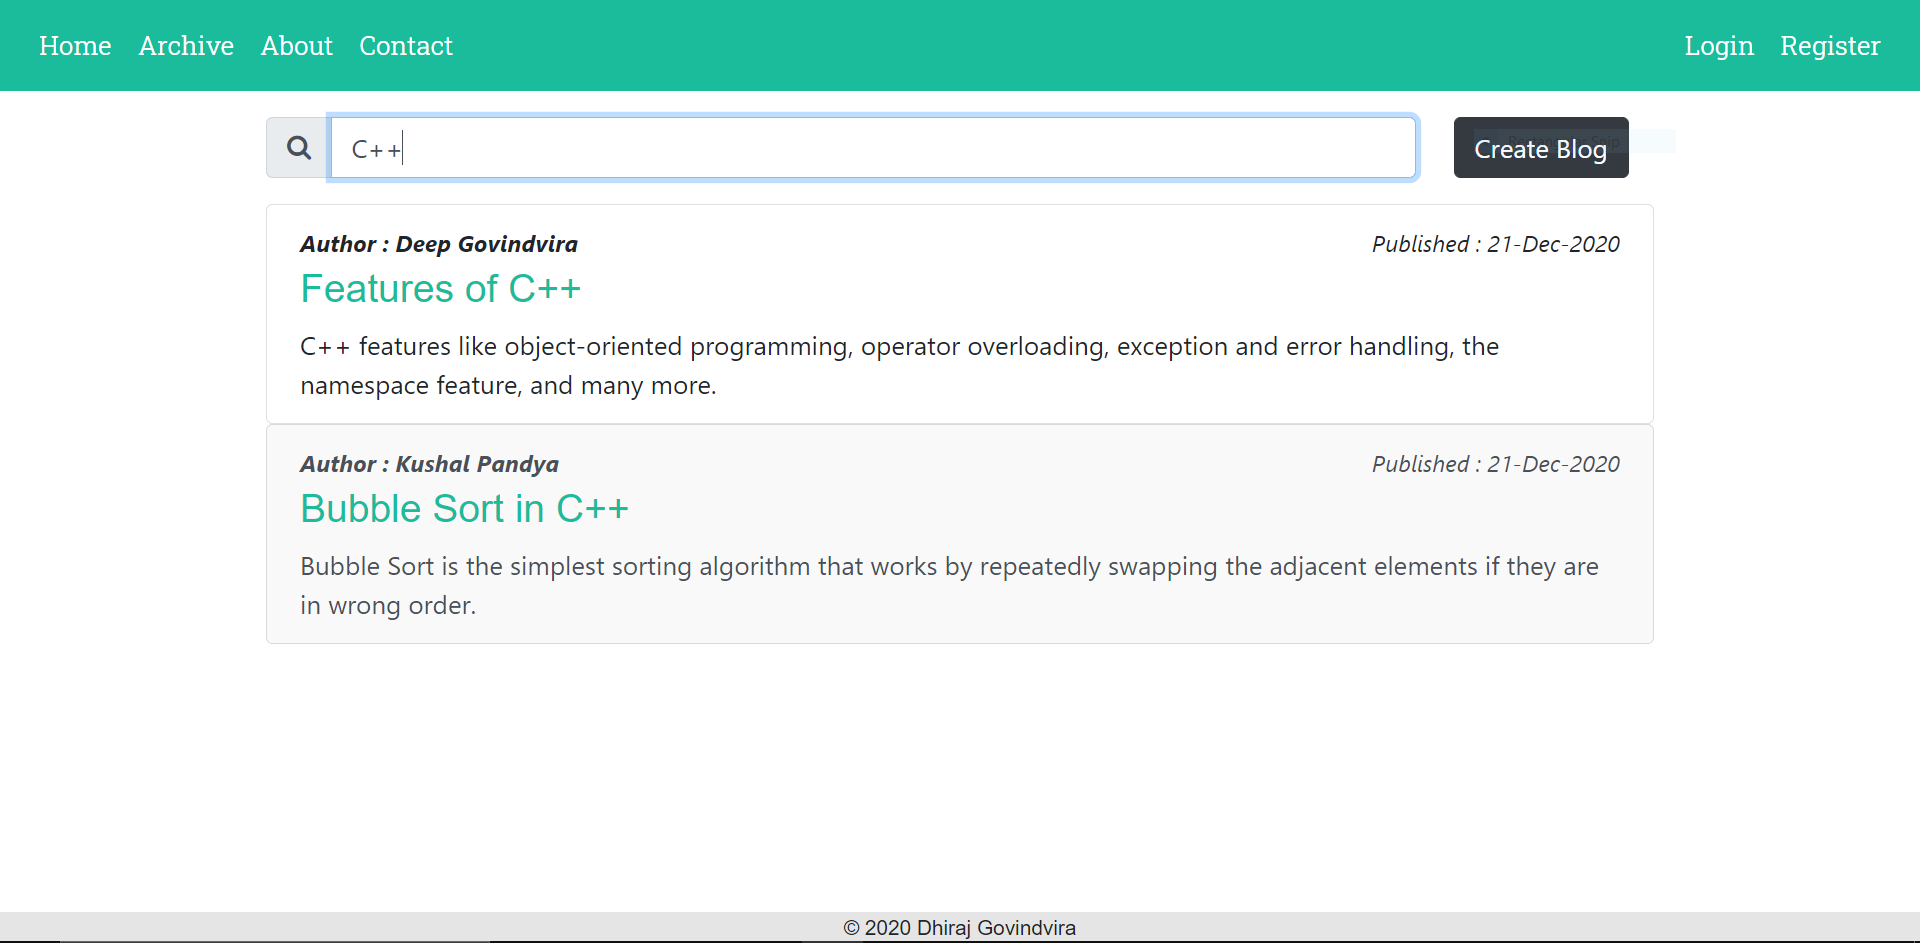 Home Archive About Contact Login Register
C++ Create Blog
Author : Deep Govindvira Published : 21-Dec-2020
Features of C++
C++ features like object-oriented programming, operator overloading, exception and error handling, the
namespace feature, and many more.
Author : Kushal Pandya Published : 21-Dec-2020
Bubble Sort in C++
Bubble Sort is the simplest sorting algorithm that works by repeatedly swapping the adjacent elements if they are
in wrong order.
© 2020 Dhiraj Govindvira